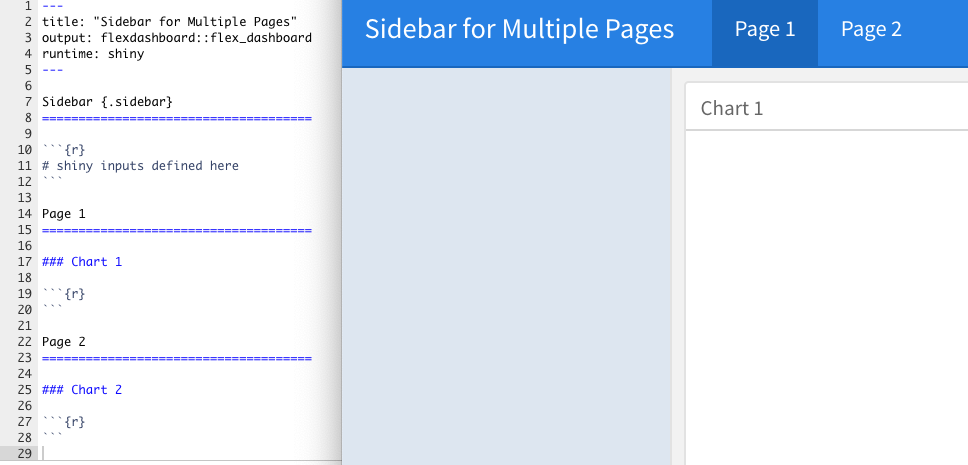 1 ---
2 title: "Sidebar for Multiple Pages"
3 output: flexdashboard::flex_dashboard
4 runtime: shiny
5 ---
6
7 Sidebar {.sidebar}
8 =====================================
9
10 ```{r}
11 # shiny inputs defined here
12 ```
13
14 Page 1
15 =====================================
16
17 ### Chart 1
18
19 ```{r}
20 ```
21
22 Page 2
23 =====================================
24
25 ### Chart 2
26
27 ```{r}
28 ```
29
Sidebar for Multiple Pages Page 1 Page 2
Chart 1